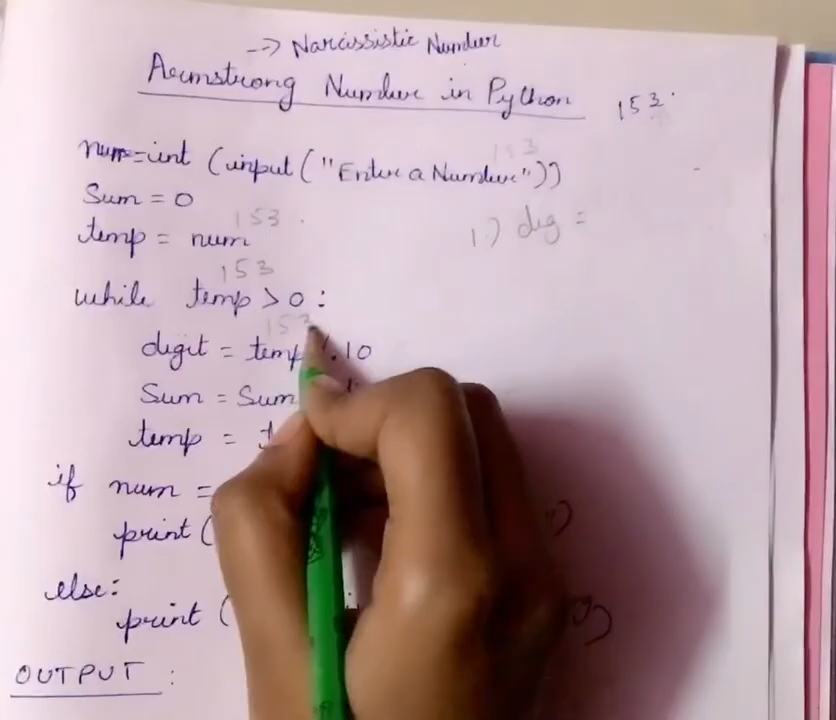 --> Narcissistic Number
Armstrong Number in Python 153
153
num=int (input("Enter a Number"))
Sum = 0
153
temp = num 1.) dig =
153
while temp > 0 :
153
digit = temp % 10
Sum = Sum
temp =
if num =
print ( ")
else:
print (
OUTPUT :